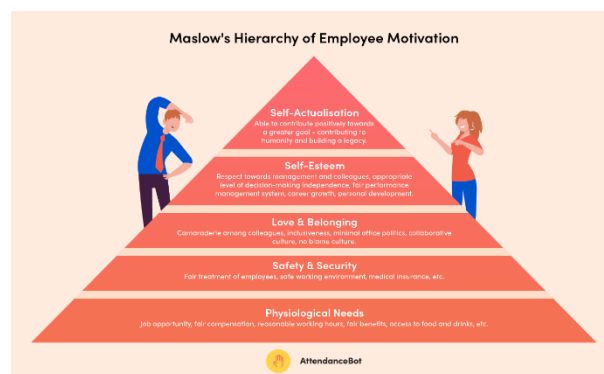 Maslow's Hierarchy of Employee Motivation
Self-Actualisation
Able to contribute positively towards
a greater goal - contributing to
humanity and building a legacy.
Self-Esteem
Respect towards management and colleagues, appropriate
level of decision-making independence, fair performance
management system, career growth, personal development.
Love & Belonging
Camaraderie among colleagues, inclusiveness, minimal office politics, collaborative
culture, no blame culture.
Safety & Security
Fair treatment of employees, safe working environment, medical insurance, etc.
Physiological Needs
Job opportunity, fair compensation, reasonable working hours, fair benefits, access to food and drinks, etc.
AttendanceBot